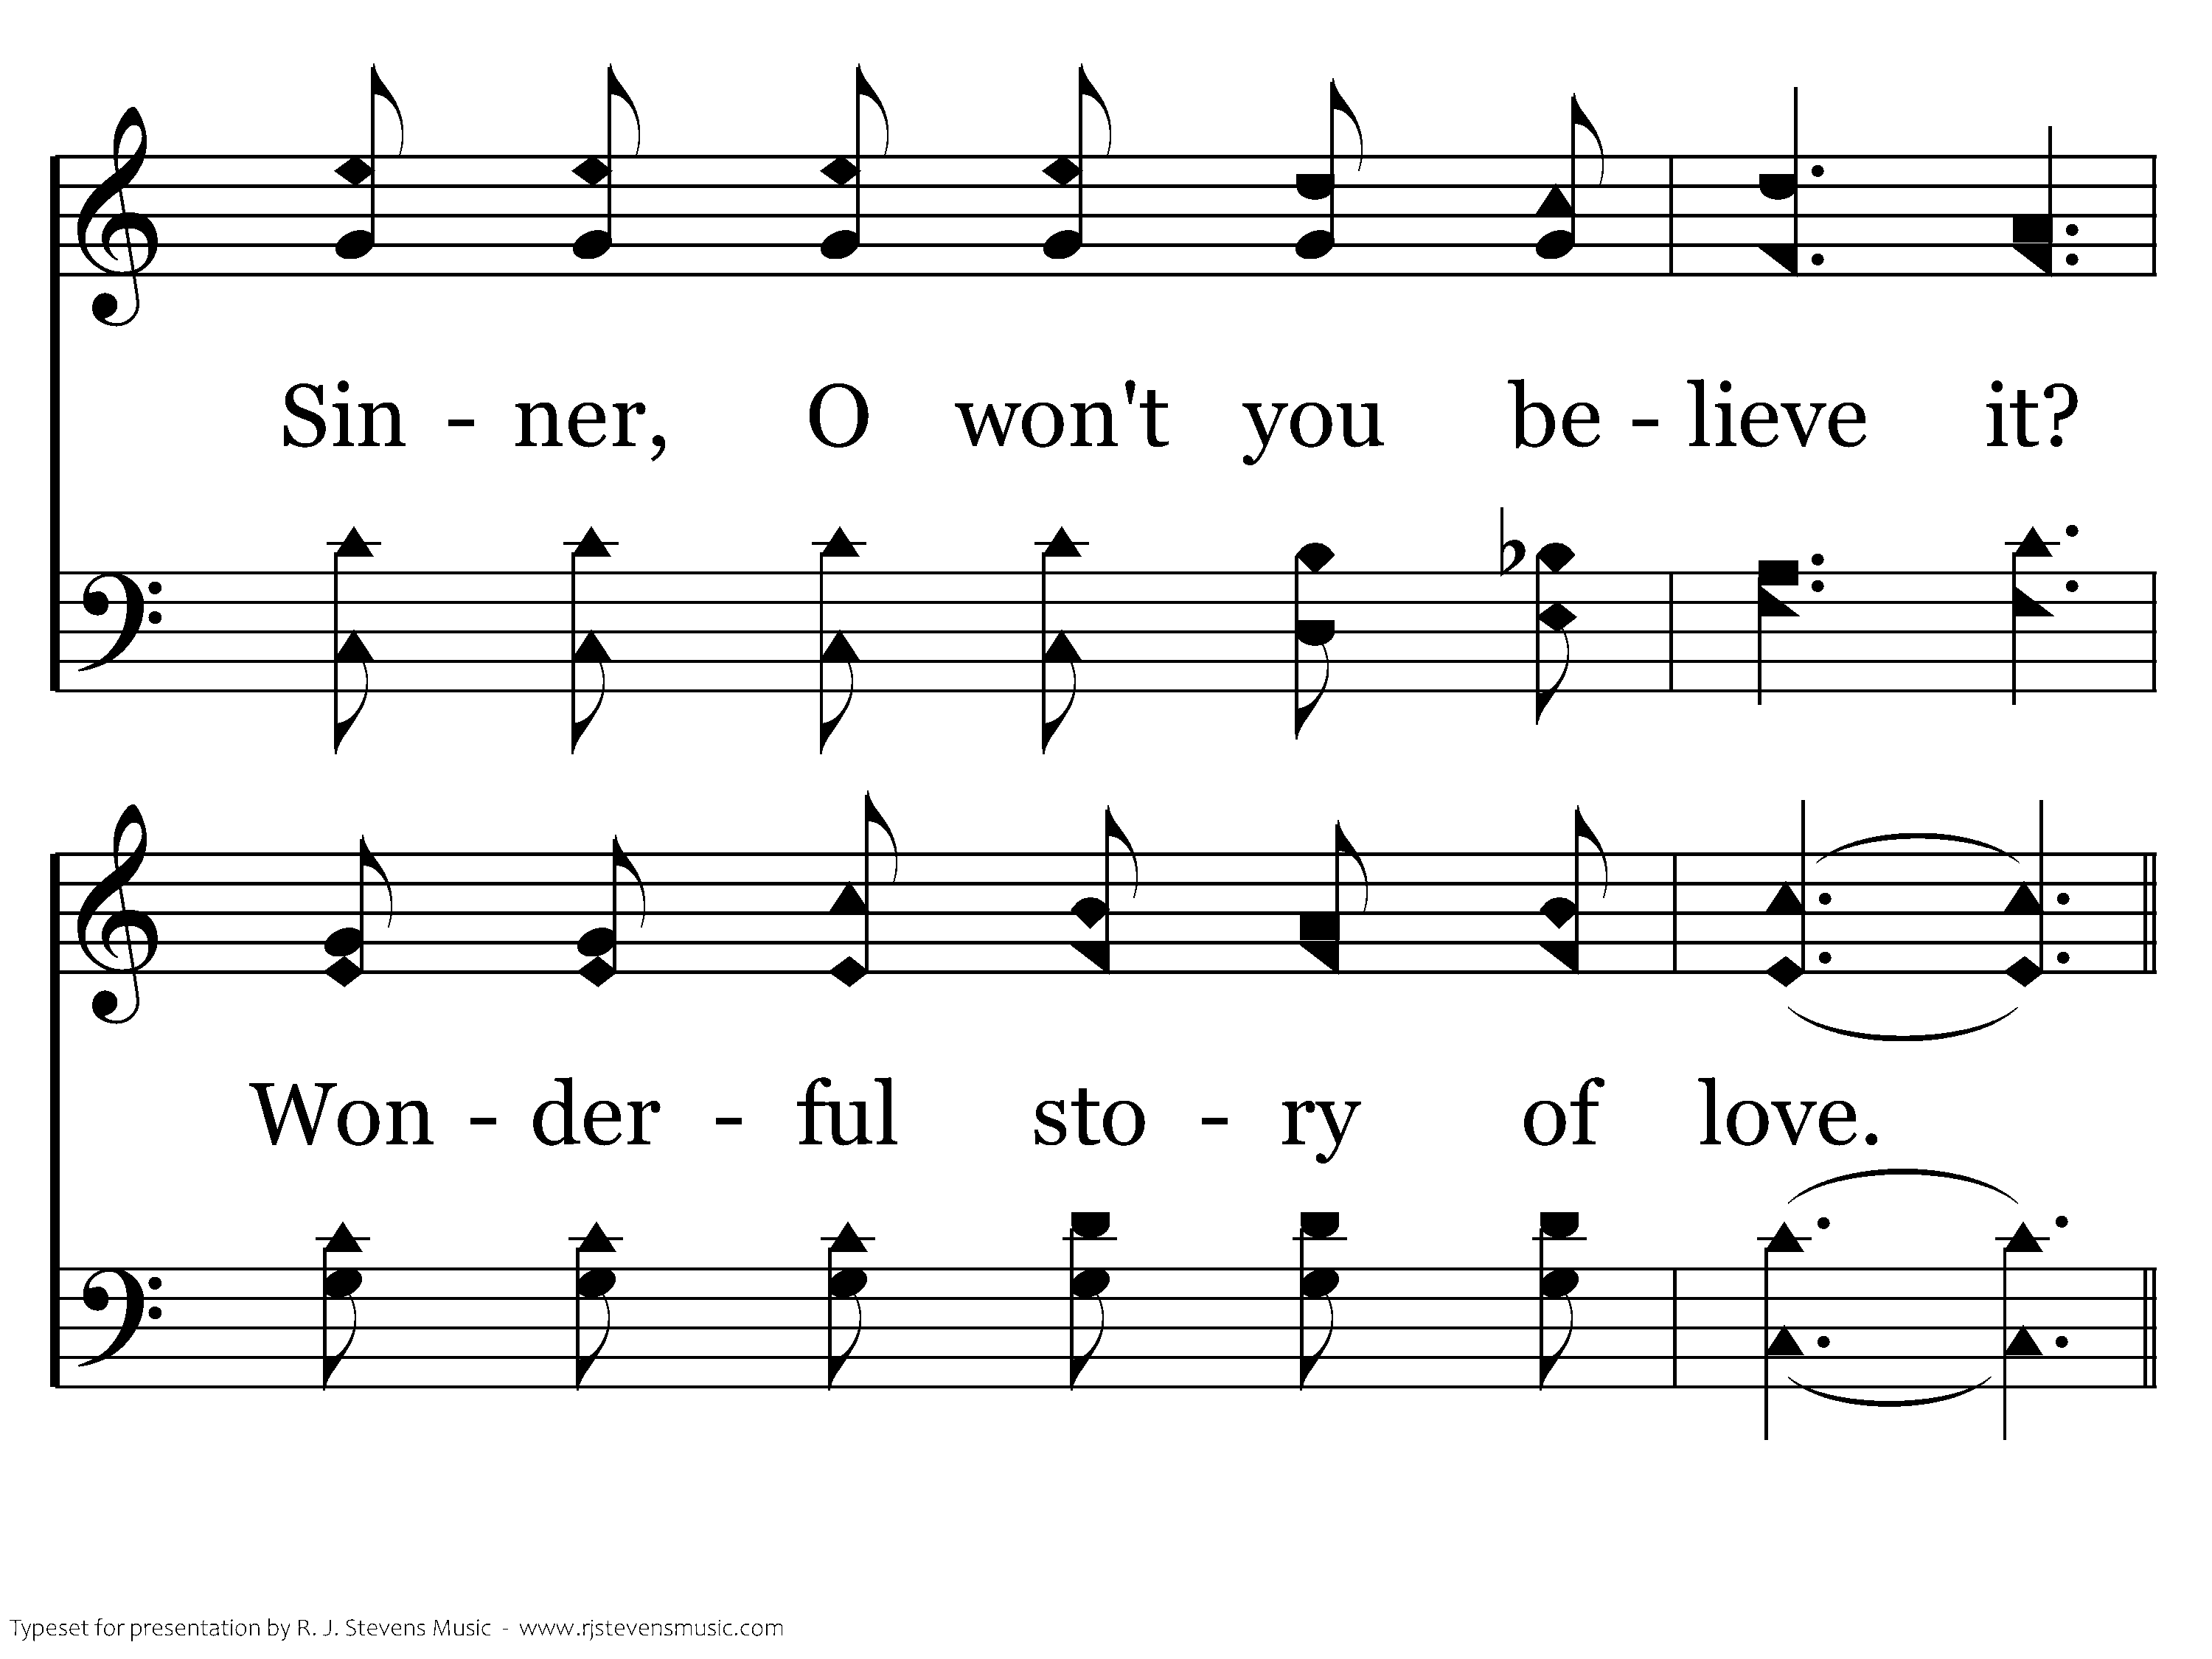 Sin - ner, O won't you be - lieve it?
Won - der - ful sto - ry of love.
Typeset for presentation by R. J. Stevens Music - www.rjstevensmusic.com